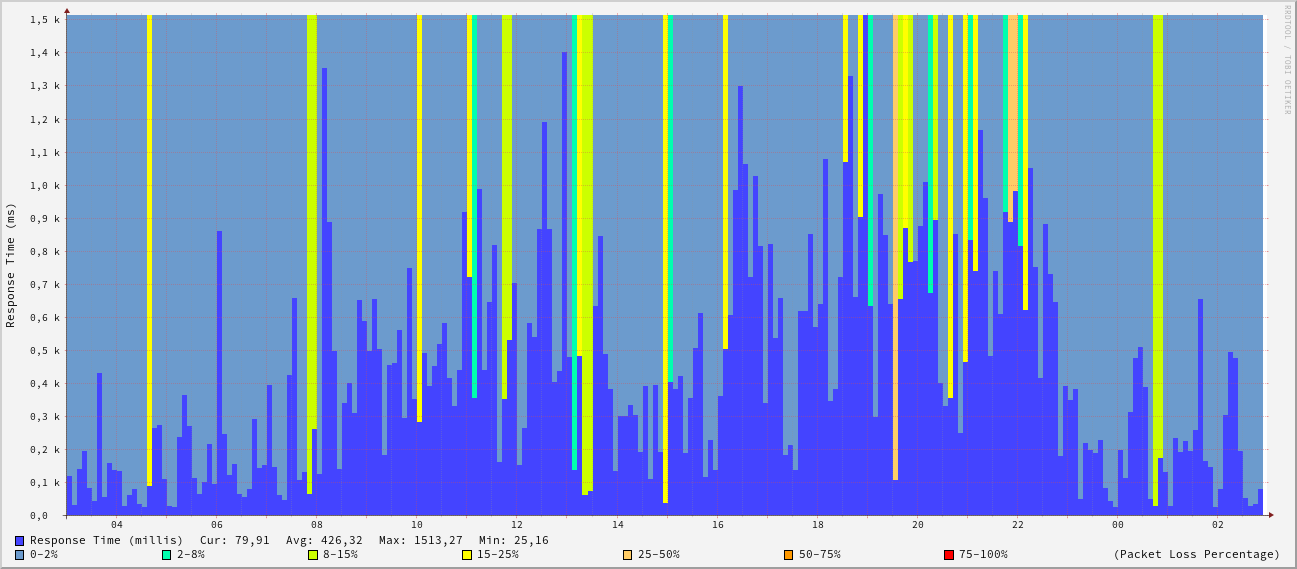 RRDTOOL / TOBI OETIKER
Response Time (ms)
1,5 k
1,4 k
1,3 k
1,2 k
1,1 k
1,0 k
0,9 k
0,8 k
0,7 k
0,6 k
0,5 k
0,4 k
0,3 k
0,2 k
0,1 k
0,0
04 06 08 10 12 14 16 18 20 22 00 02
Response Time (millis) Cur: 79,91 Avg: 426,32 Max: 1513,27 Min: 25,16
0-2% 2-8% 8-15% 15-25% 25-50% 50-75% 75-100% (Packet Loss Percentage)